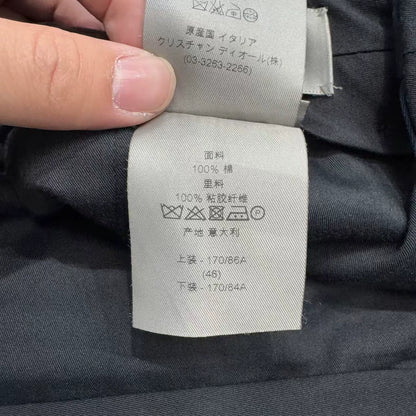 原産国 イタリア
クリスチャン ディオール(株)
(03-3263-2266)
面料
100% 棉
里料
100% 粘胶纤维
产地 意大利
上装 - 170/86A
(46)
下装 - 170/84A